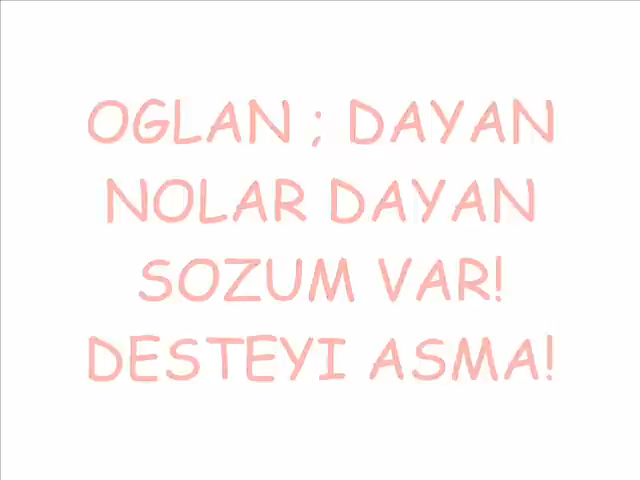 OGLAN ; DAYAN
NOLAR DAYAN
SOZUM VAR!
DESTEYI ASMA!